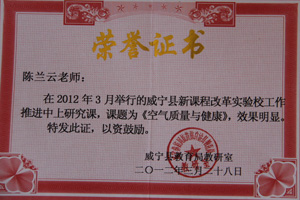 荣誉证书
陈兰云老师：
在2012年3月举行的威宁县新课程改革实验校工作
推进中上研究课，课题为《空气质量与健康》，效果明显。
特发此证，以资鼓励。
威宁县教育局教研室
二〇一二年三月二十八日